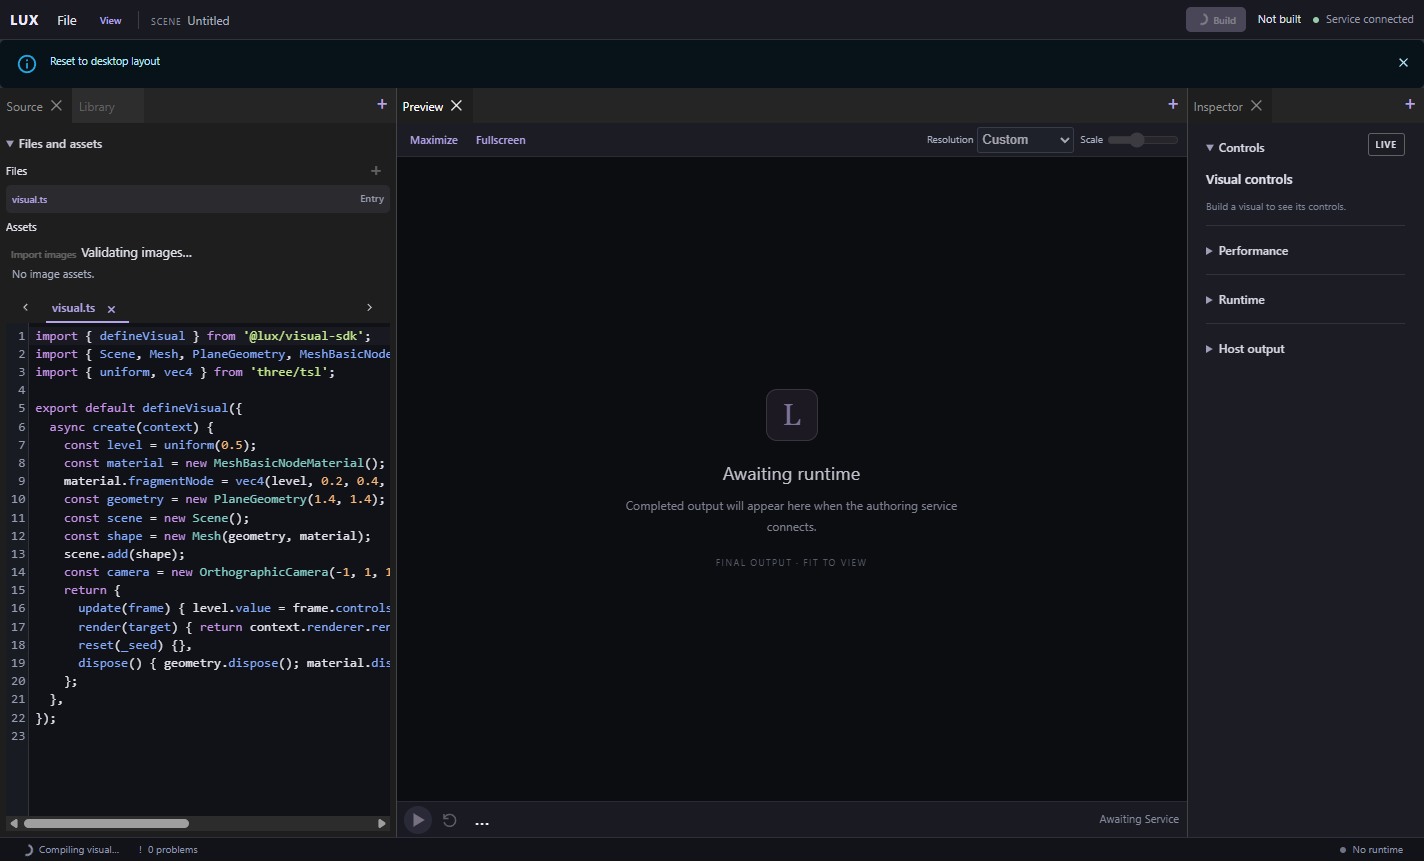 LUX File View SCENE Untitled Build Not built Service connected
Reset to desktop layout
Source Library
Files and assets
Files
visual.ts Entry
Assets
Import images Validating images...
No image assets.
visual.ts
1 import { defineVisual } from '@lux/visual-sdk';
2 import { Scene, Mesh, PlaneGeometry, MeshBasicNode
3 import { uniform, vec4 } from 'three/tsl';
4
5 export default defineVisual({
6 async create(context) {
7 const level = uniform(0.5);
8 const material = new MeshBasicNodeMaterial();
9 material.fragmentNode = vec4(level, 0.2, 0.4,
10 const geometry = new PlaneGeometry(1.4, 1.4);
11 const scene = new Scene();
12 const shape = new Mesh(geometry, material);
13 scene.add(shape);
14 const camera = new OrthographicCamera(-1, 1, 1
15 return {
16 update(frame) { level.value = frame.controls
17 render(target) { return context.renderer.ren
18 reset(_seed) {},
19 dispose() { geometry.dispose(); material.dis
20 };
21 },
22 });
23
Preview
Maximize Fullscreen Resolution Custom Scale
L
Awaiting runtime
Completed output will appear here when the authoring service
connects.
FINAL OUTPUT · FIT TO VIEW
... Awaiting Service
Inspector
Controls LIVE
Visual controls
Build a visual to see its controls.
Performance
Runtime
Host output
Compiling visual... ! 0 problems No runtime